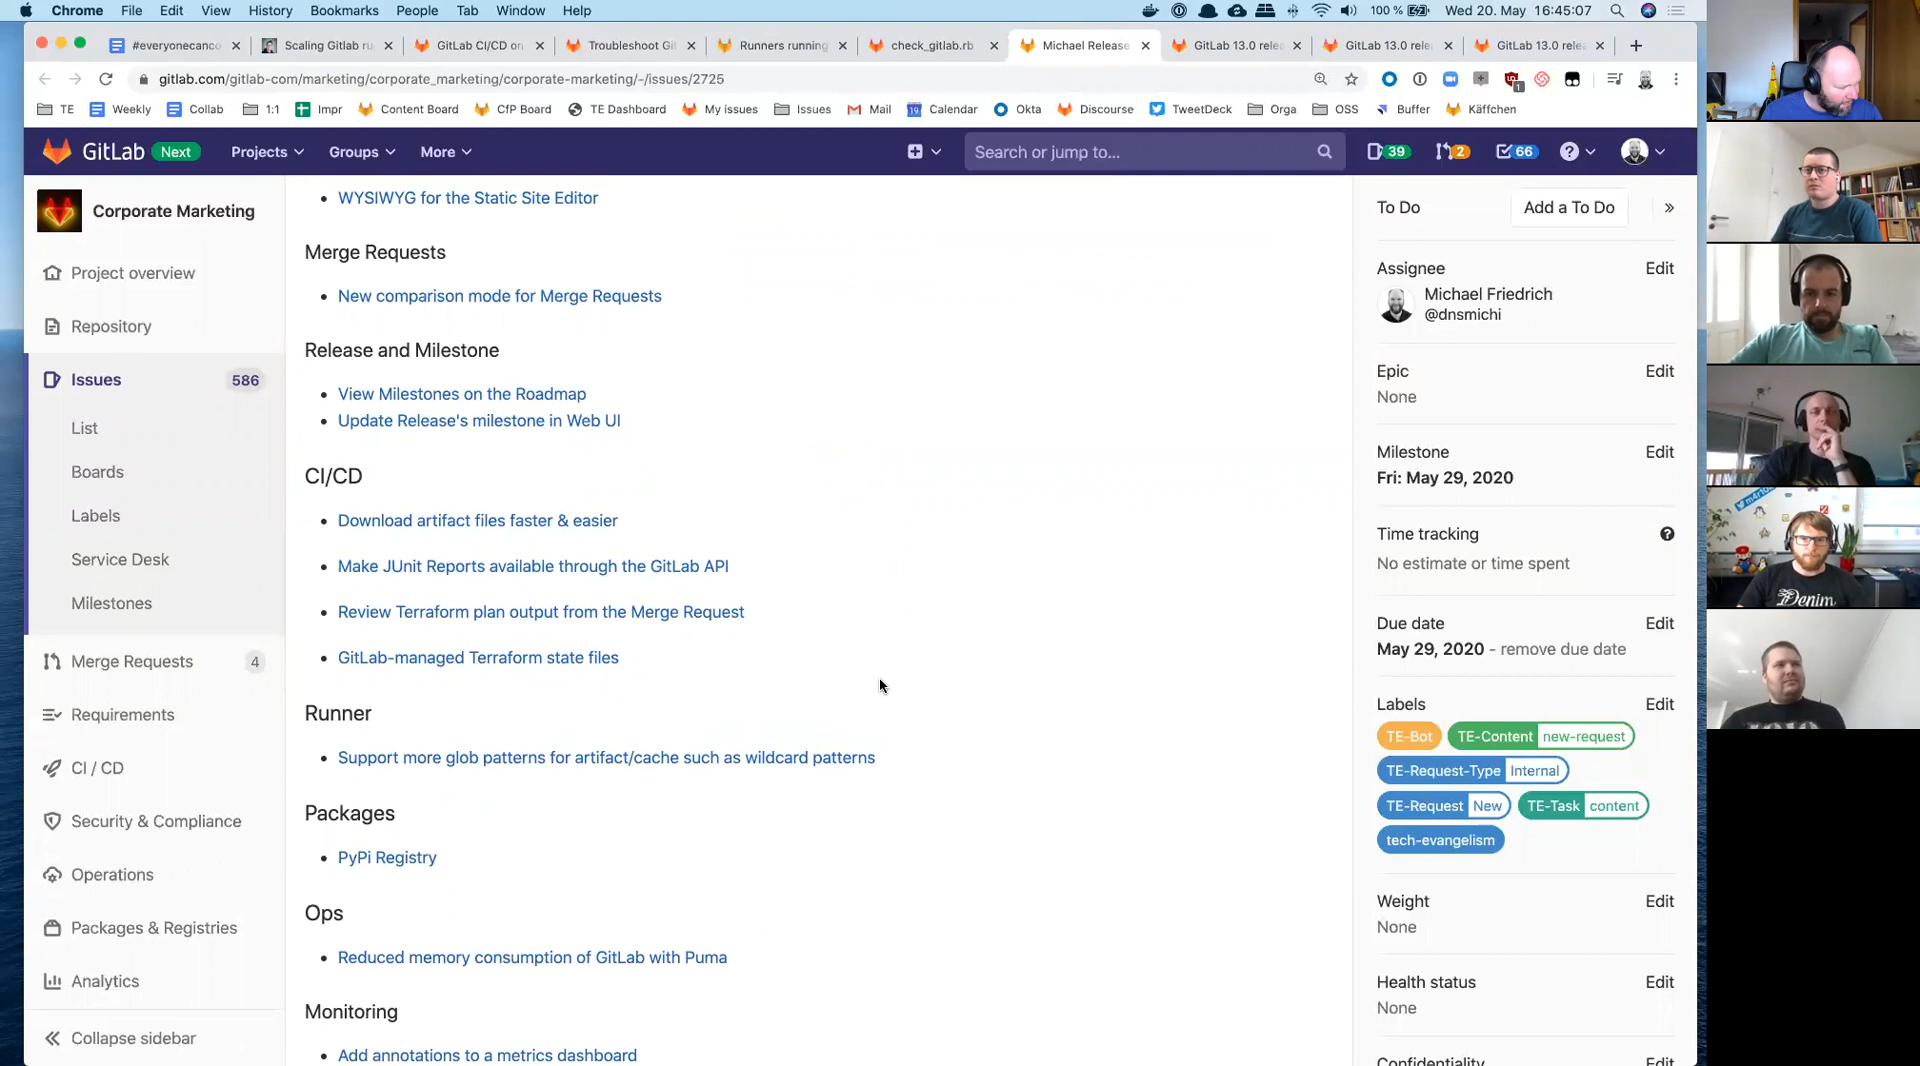 Chrome File Edit View History Bookmarks People Tab Window Help
100 % Wed 20. May 16:45:07
#everyonecanco
Scaling Gitlab ru
GitLab CI/CD on
Troubleshoot Git
Runners running
check_gitlab.rb
Michael Release
GitLab 13.0 rele
GitLab 13.0 rele
GitLab 13.0 rele
gitlab.com/gitlab-com/marketing/corporate_marketing/corporate-marketing/-/issues/2725
TE Weekly Collab 1:1 Impr Content Board CfP Board TE Dashboard My issues Issues Mail Calendar Okta Discourse TweetDeck Orga OSS Buffer Käffchen
GitLab Next Projects Groups More Search or jump to... 39 2 66
Corporate Marketing
Project overview
Repository
Issues 586
List
Boards
Labels
Service Desk
Milestones
Merge Requests 4
Requirements
CI / CD
Security & Compliance
Operations
Packages & Registries
Analytics
Collapse sidebar
WYSIWYG for the Static Site Editor
Merge Requests
New comparison mode for Merge Requests
Release and Milestone
View Milestones on the Roadmap
Update Release's milestone in Web UI
CI/CD
Download artifact files faster & easier
Make JUnit Reports available through the GitLab API
Review Terraform plan output from the Merge Request
GitLab-managed Terraform state files
Runner
Support more glob patterns for artifact/cache such as wildcard patterns
Packages
PyPi Registry
Ops
Reduced memory consumption of GitLab with Puma
Monitoring
Add annotations to a metrics dashboard
To Do Add a To Do
Assignee Edit
Michael Friedrich
@dnsmichi
Epic Edit
None
Milestone Edit
Fri: May 29, 2020
Time tracking
No estimate or time spent
Due date Edit
May 29, 2020 - remove due date
Labels Edit
TE-Bot TE-Content new-request
TE-Request-Type Internal
TE-Request New TE-Task content
tech-evangelism
Weight Edit
None
Health status Edit
None
Confidentiality Edit
Denim